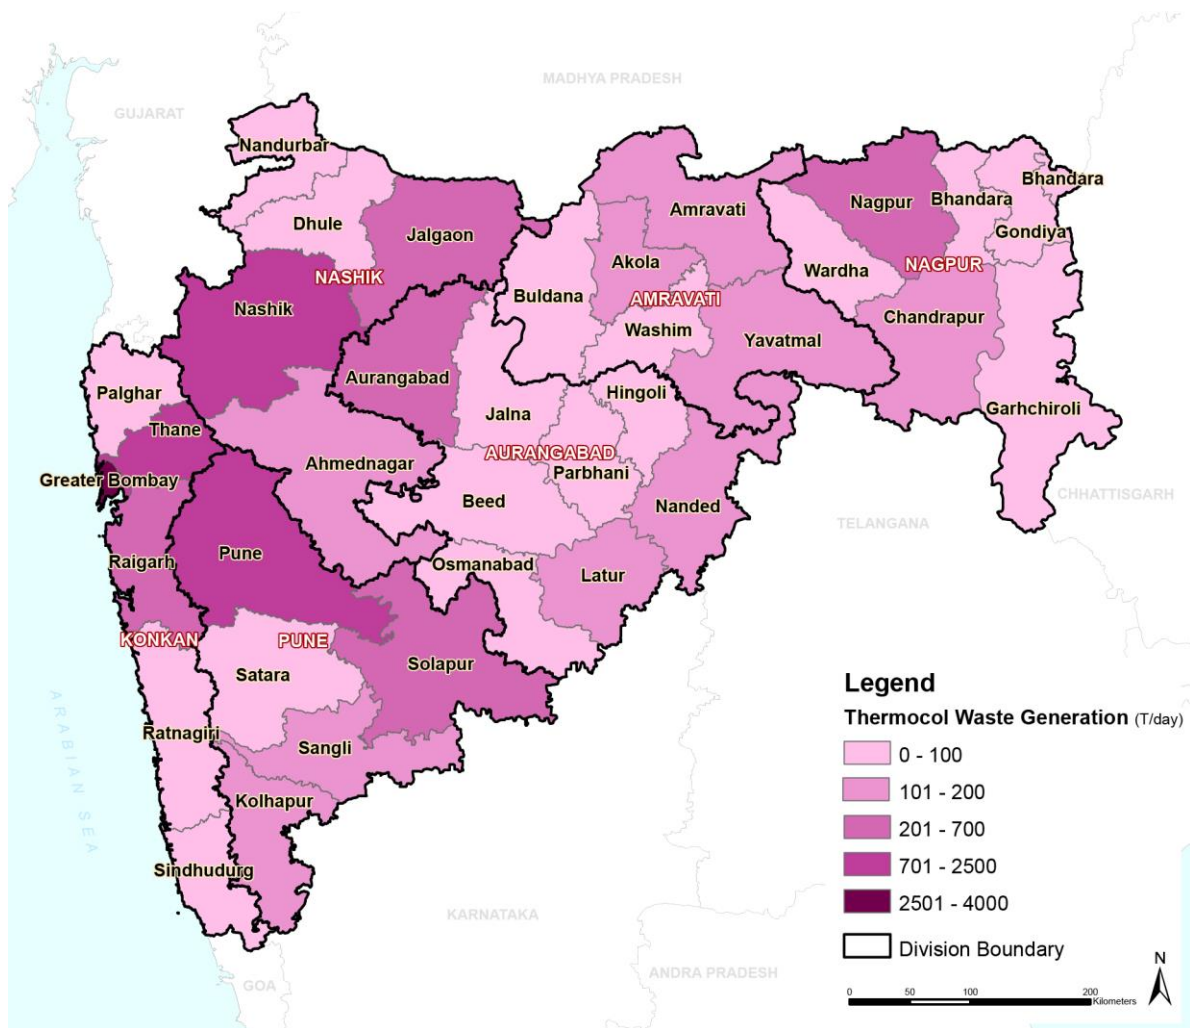 MADHYA PRADESH
GUJARAT
Nandurbar
Bhandara
Amravati
Nagpur
Bhandara
Dhule
Jalgaon
Gondiya
Akola
NASHIK
Wardha
NAGPUR
Buldana
AMRAVATI
Nashik
Washim
Chandrapur
Yavatmal
Aurangabad
Palghar
Hingoli
Jalna
Garhchiroli
Thane
AURANGABAD
Ahmednagar
Parbhani
Greater Bombay
Beed
Nanded
CHHATTISGARH
TELANGANA
Pune
Raigarh
Osmanabad
Latur
KONKAN
PUNE
Solapur
Satara
ARABIAN SEA
Ratnagiri
Sangli
Kolhapur
Sindhudurg
KARNATAKA
ANDRA PRADESH
GOA
Legend
Thermocol Waste Generation (T/day)
0 - 100
101 - 200
201 - 700
701 - 2500
2501 - 4000
Division Boundary
N
0 50 100 200
Kilometers